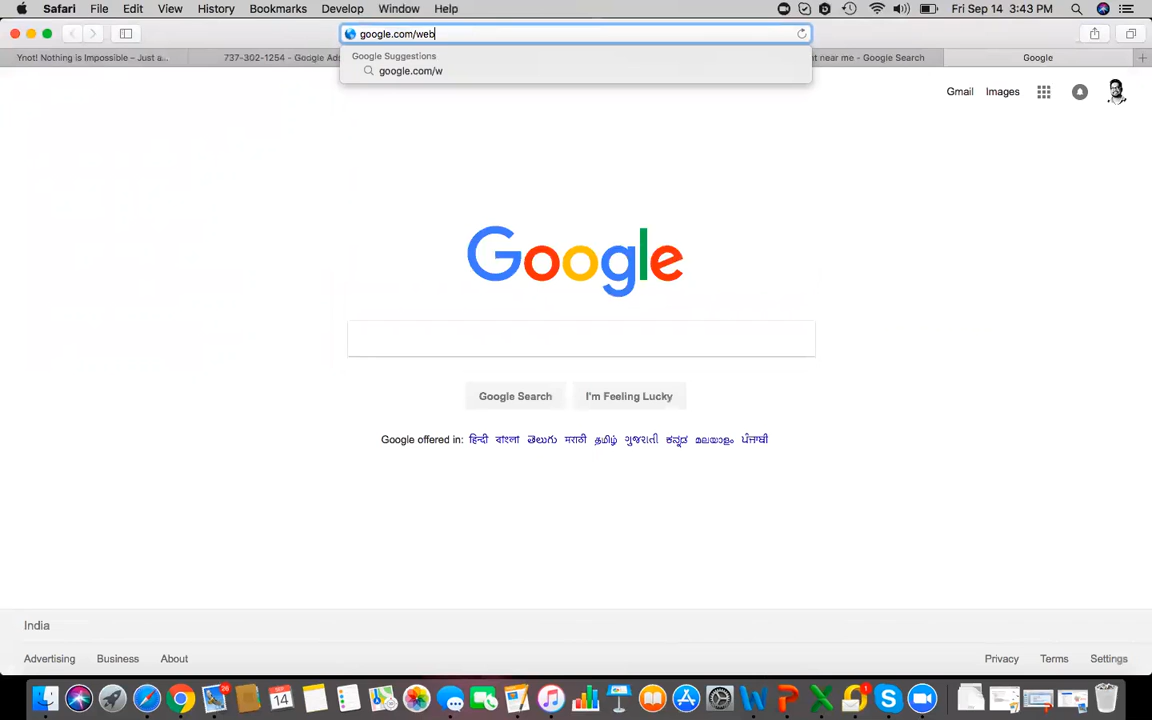 Safari File Edit View History Bookmarks Develop Window Help
Fri Sep 14 3:43 PM
google.com/web
Google Suggestions
google.com/w
Ynot! Nothing is Impossible – Just a...
737-302-1254 - Google Ads
nt near me - Google Search
Google
Gmail Images
Google
Google Search I'm Feeling Lucky
Google offered in: हिन्दी বাংলা తెలుగు मराठी தமிழ் ગુજરાતી ಕನ್ನಡ മലയാളം ਪੰਜਾਬੀ
India
Advertising Business About
Privacy Terms Settings
14